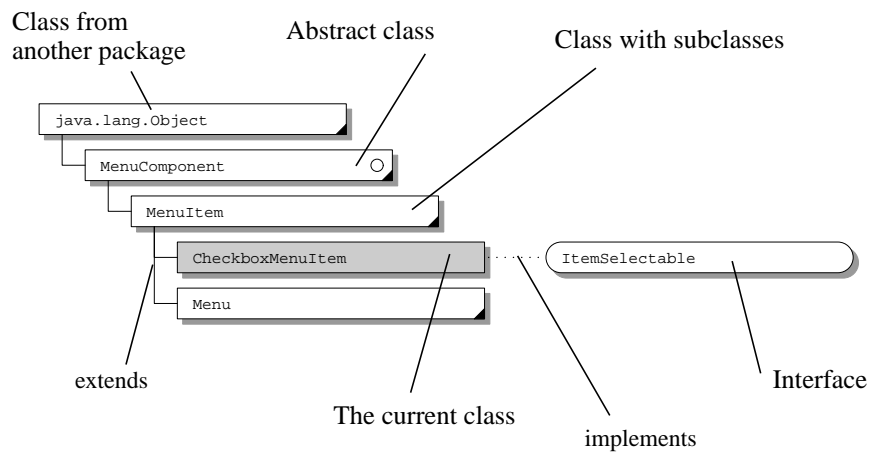 Class from
another package
Abstract class
Class with subclasses
java.lang.Object
MenuComponent
MenuItem
CheckboxMenuItem
ItemSelectable
Menu
extends
Interface
The current class
implements